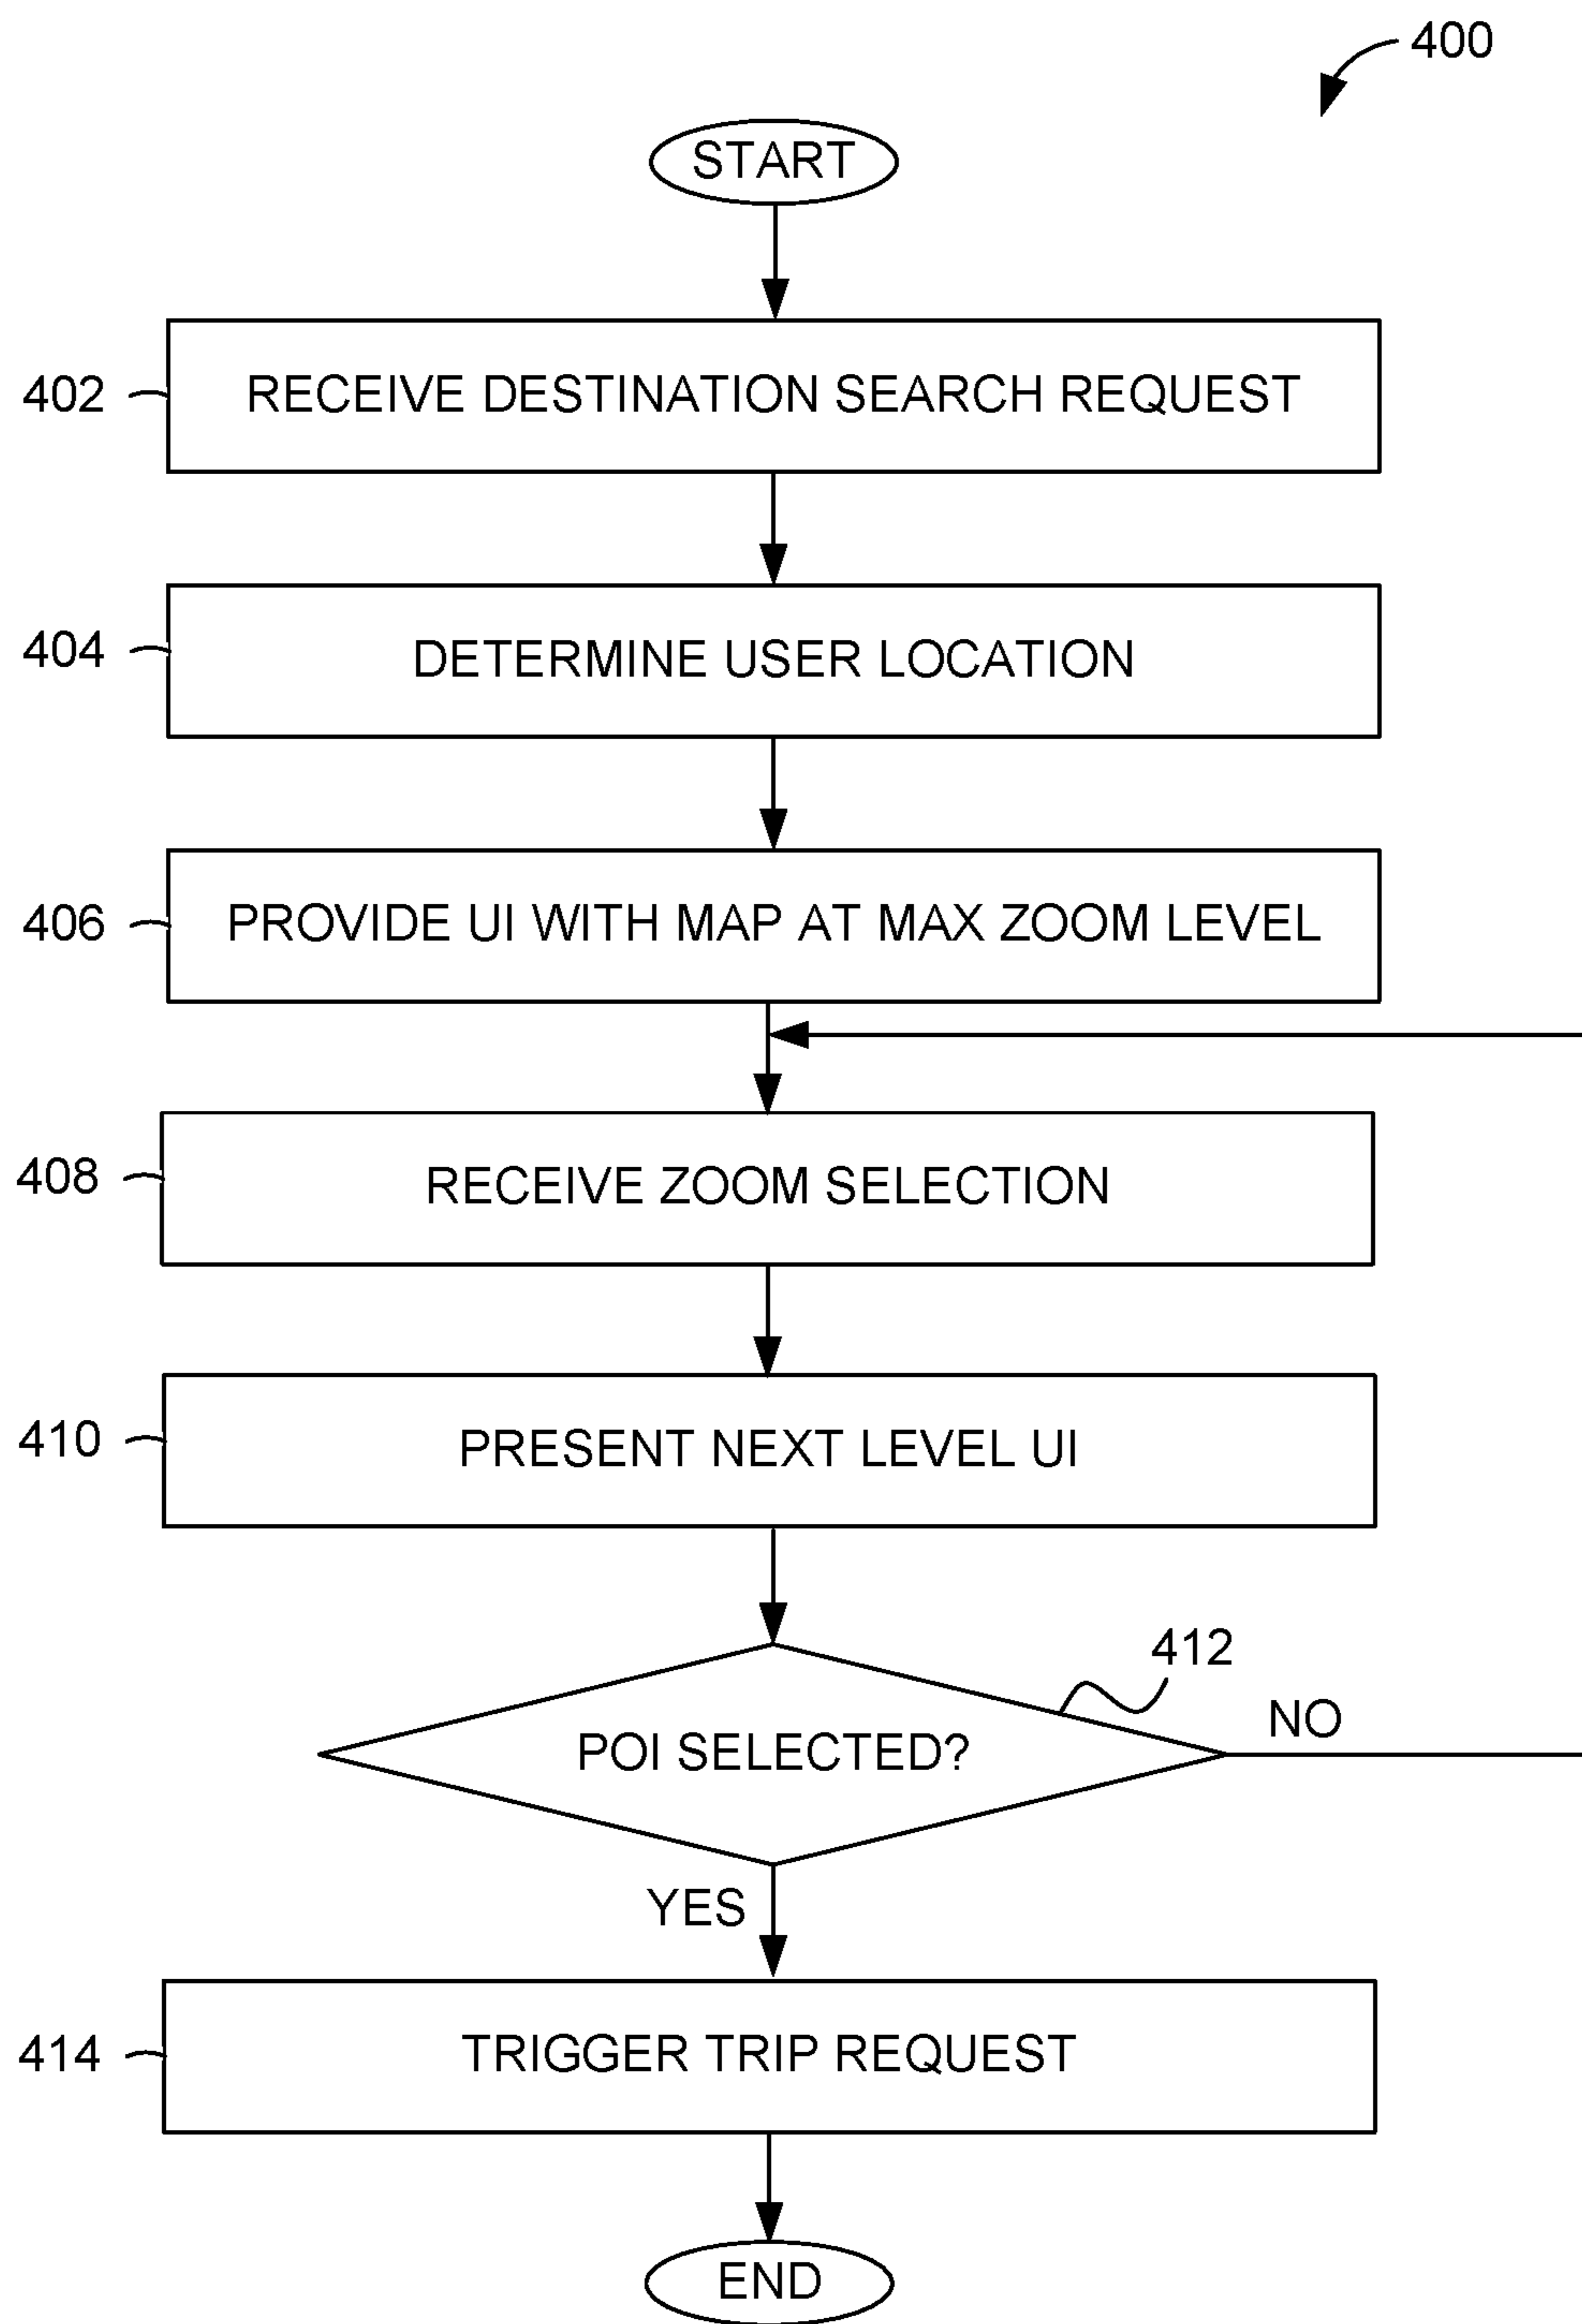 400
START
402 RECEIVE DESTINATION SEARCH REQUEST
404 DETERMINE USER LOCATION
406 PROVIDE UI WITH MAP AT MAX ZOOM LEVEL
408 RECEIVE ZOOM SELECTION
410 PRESENT NEXT LEVEL UI
412
NO
POI SELECTED?
YES
414 TRIGGER TRIP REQUEST
END